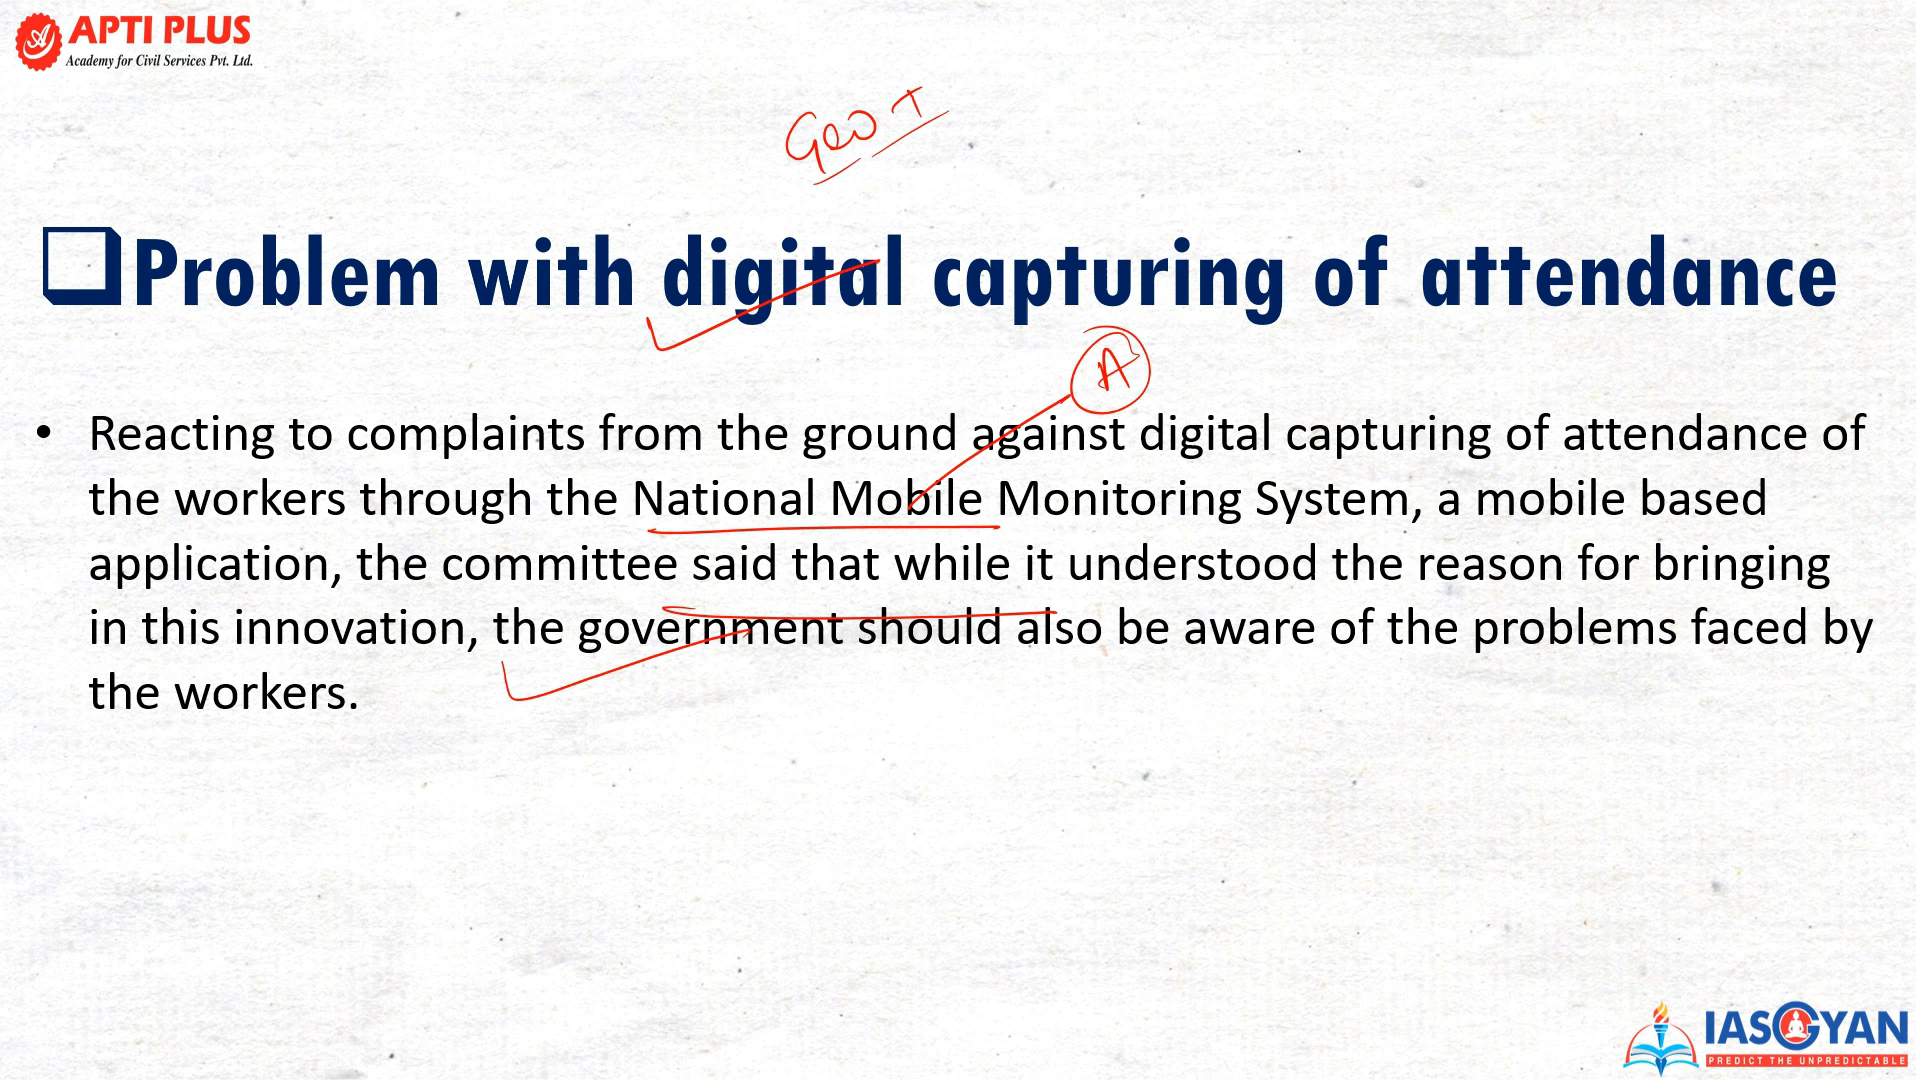 APTI PLUS
Academy for Civil Services Pvt. Ltd.
Geo T
Problem with digital capturing of attendance
A
• Reacting to complaints from the ground against digital capturing of attendance of
the workers through the National Mobile Monitoring System, a mobile based
application, the committee said that while it understood the reason for bringing
in this innovation, the government should also be aware of the problems faced by
the workers.
IASGYAN
PREDICT THE UNPREDICTABLE